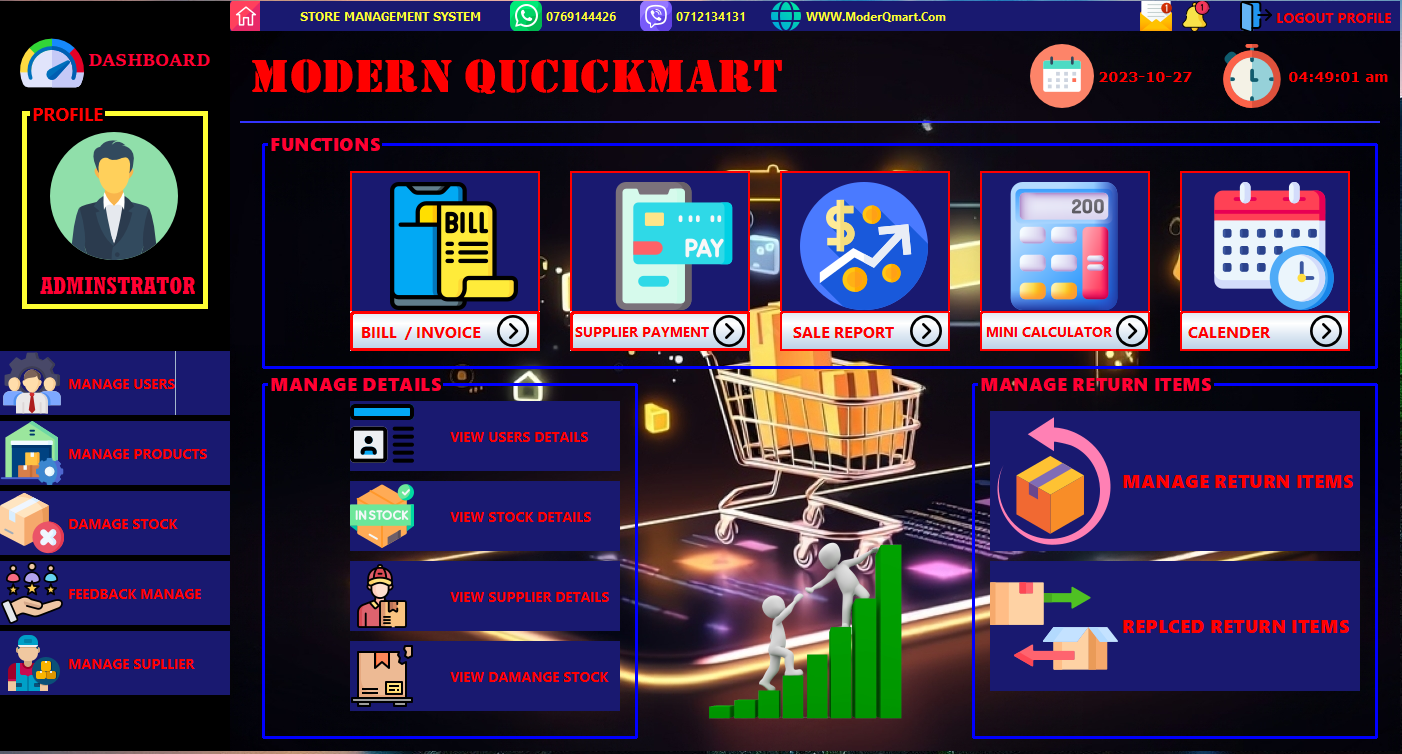 STORE MANAGEMENT SYSTEM
0769144426
0712134131
WWW.ModerQmart.Com
1
1
LOGOUT PROFILE
DASHBOARD
MODERN QUCICKMART
2023-10-27
04:49:01 am
PROFILE
ADMINSTRATOR
MANAGE USERS
MANAGE PRODUCTS
DAMAGE STOCK
FEEDBACK MANAGE
MANAGE SUPLLIER
FUNCTIONS
BILL
PAY
$
200
BIILL / INVOICE
SUPPLIER PAYMENT
SALE REPORT
MINI CALCULATOR
CALENDER
MANAGE DETAILS
VIEW USERS DETAILS
IN STOCK
VIEW STOCK DETAILS
VIEW SUPPLIER DETAILS
VIEW DAMANGE STOCK
MANAGE RETURN ITEMS
MANAGE RETURN ITEMS
REPLCED RETURN ITEMS